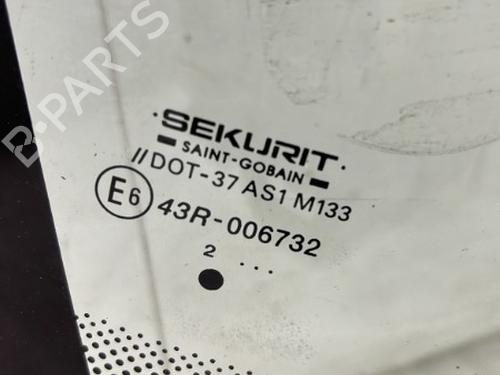 B-PARTS
SEKURIT
SAINT-GOBAIN
//DOT-37 AS1 M133
E6 43R-006732
2 ...